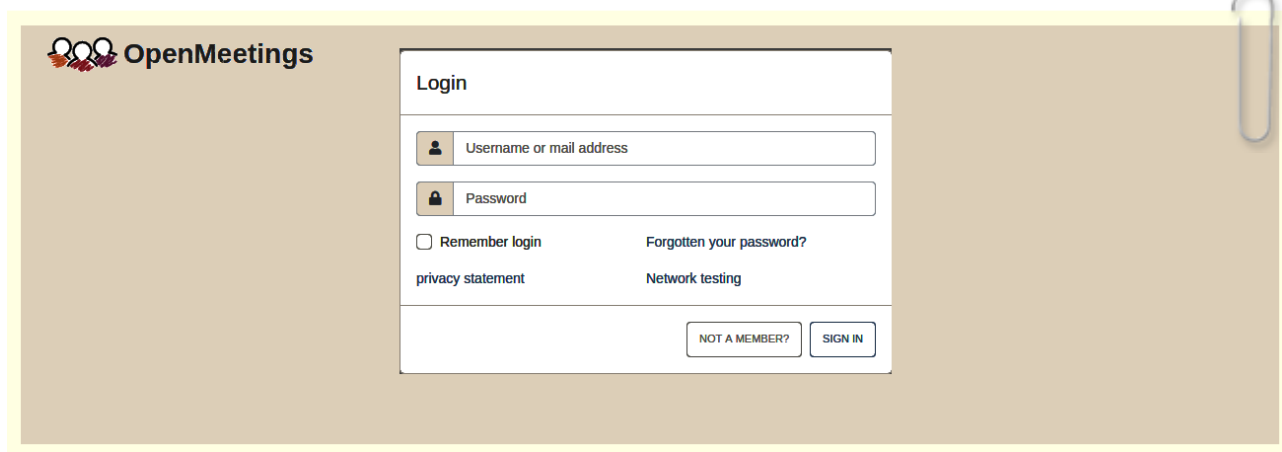 OpenMeetings
Login
Username or mail address
Password
Remember login Forgotten your password?
privacy statement Network testing
NOT A MEMBER? SIGN IN